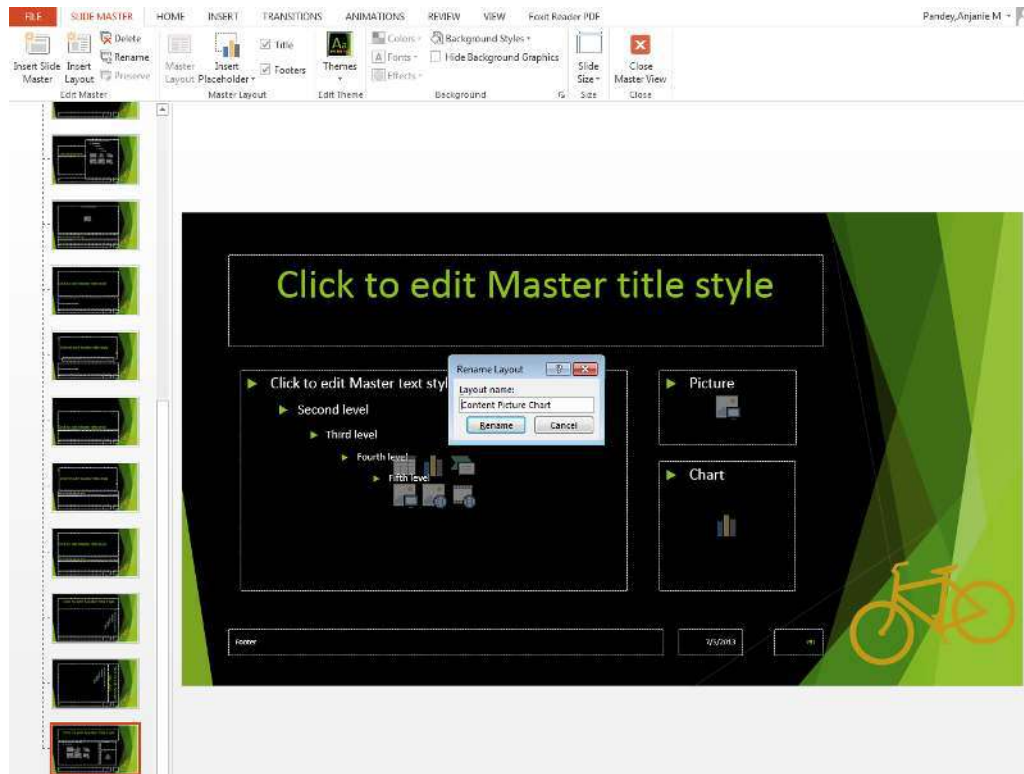 FILE SLIDE MASTER HOME INSERT TRANSITIONS ANIMATIONS REVIEW VIEW Foxit Reader PDF Pandey,Anjanie M
Insert Slide Master
Insert Layout
Delete
Rename
Preserve
Edit Master
Master Layout
Insert Placeholder
Title
Footers
Master Layout
Aa
Themes
Edit Theme
Colors
A Fonts
Effects
Background Styles
Hide Background Graphics
Background
Slide Size
Size
Close Master View
Close
Click to edit Master title style
Click to edit Master text styl
Second level
Third level
Fourth level
Fifth level
Rename Layout
Layout name:
Content Picture Chart
Rename Cancel
Picture
Chart
Footer 7/5/2013